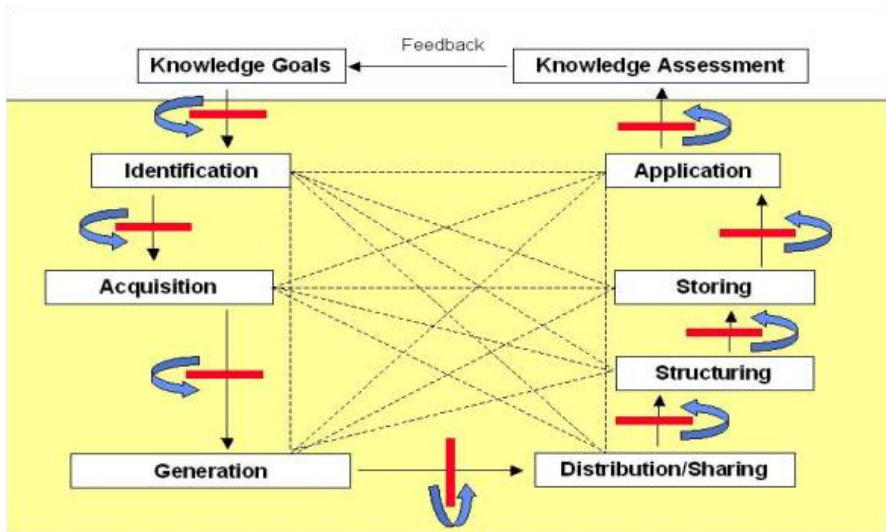 Feedback
Knowledge Goals
Knowledge Assessment
Identification
Application
Acquisition
Storing
Structuring
Generation
Distribution/Sharing